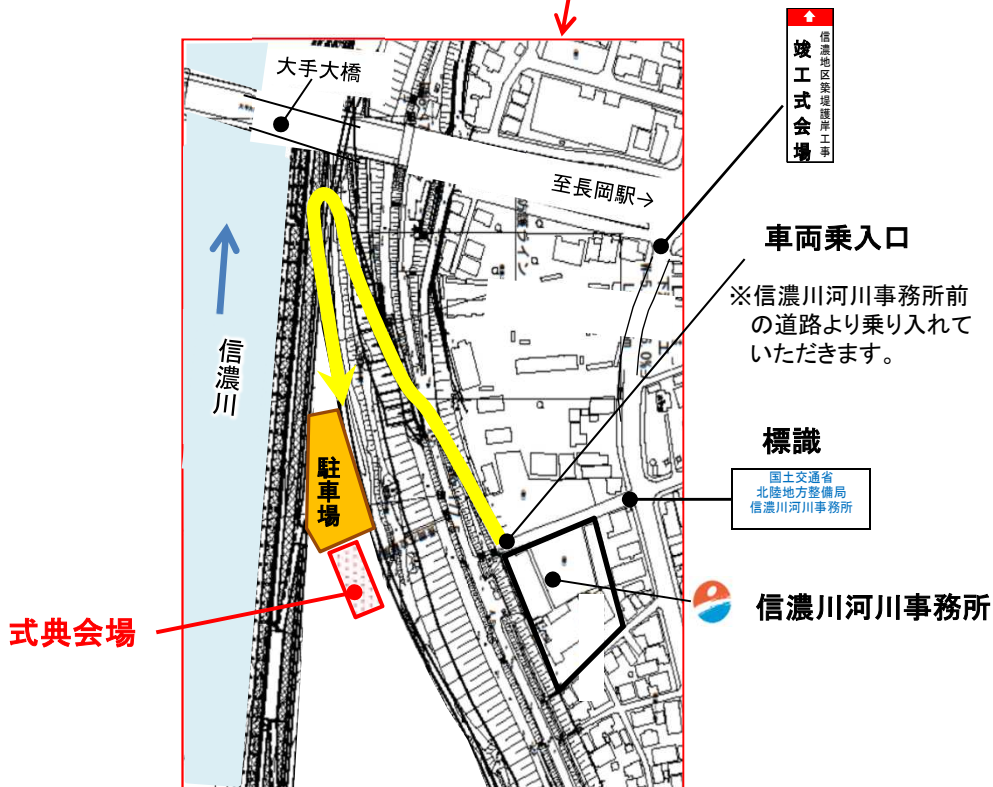 大手大橋
至長岡駅→
信濃地区築堤護岸工事
竣工式会場
車両乗入口
※信濃川河川事務所前
の道路より乗り入れて
いただきます。
信濃川
標識
国土交通省
北陸地方整備局
信濃川河川事務所
駐車場
信濃川河川事務所
式典会場